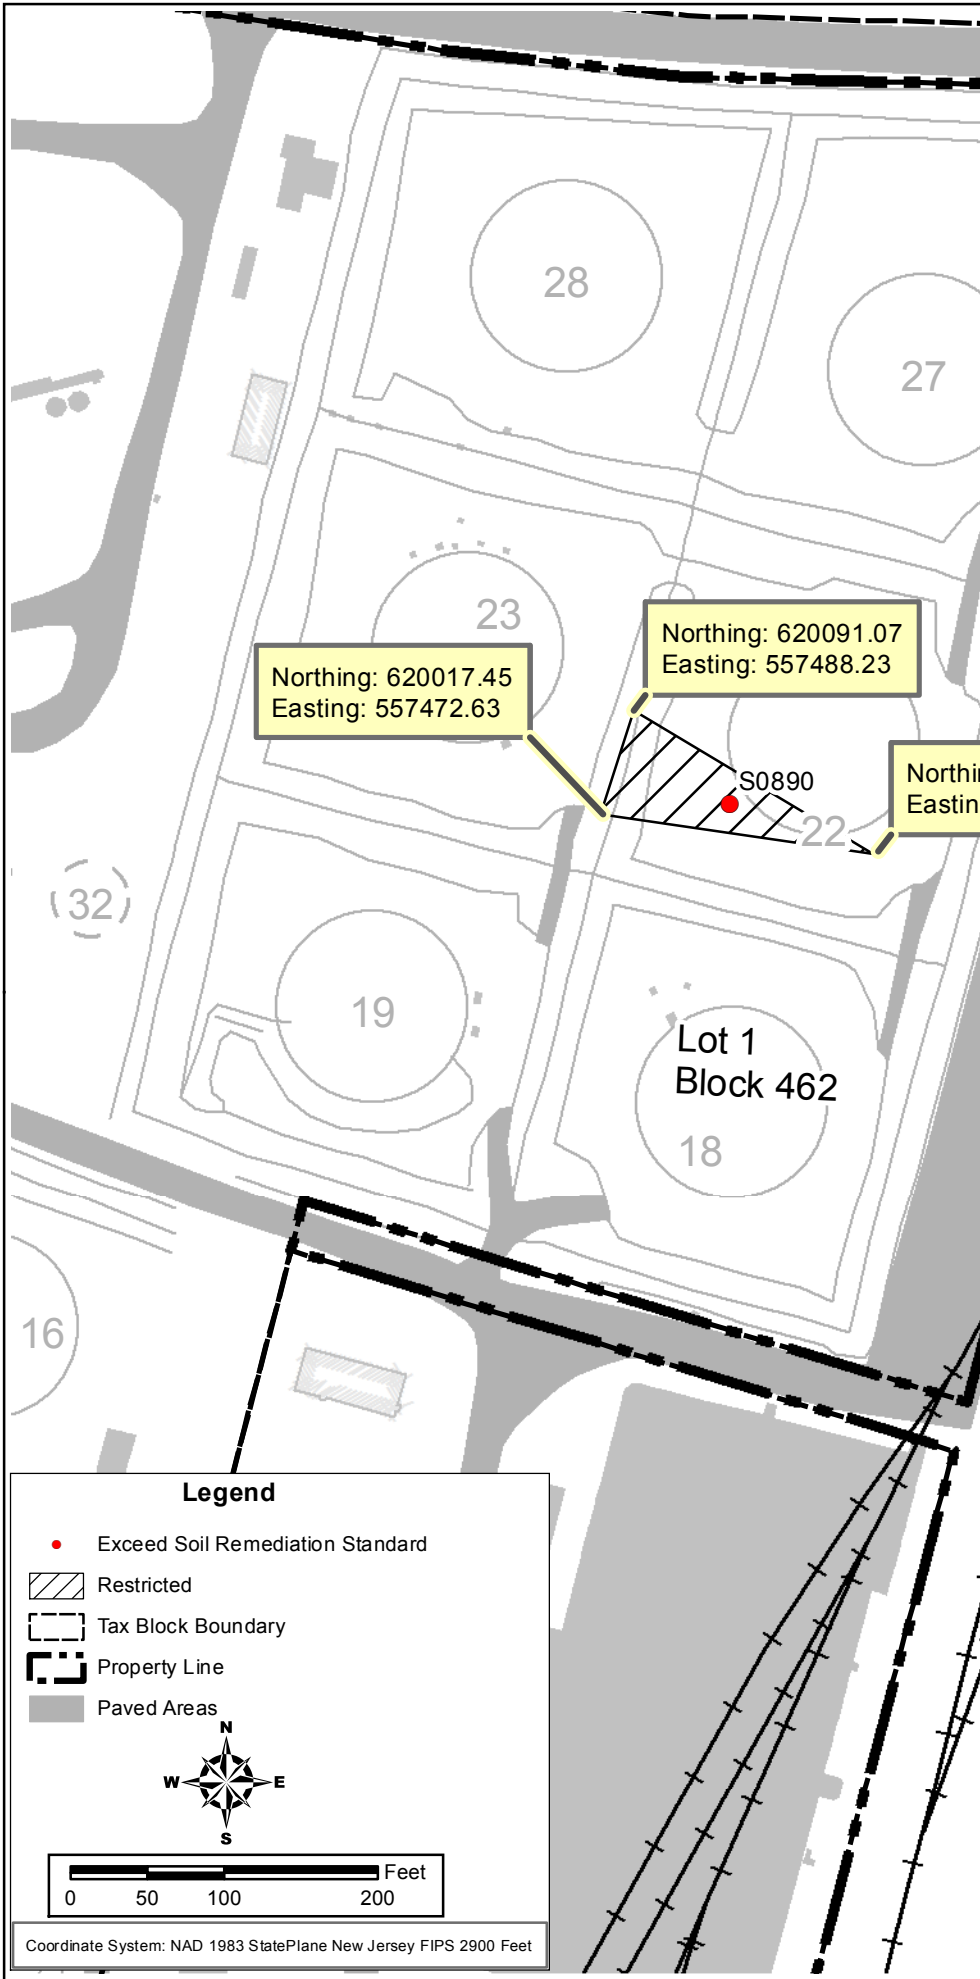 28
27
23
Northing: 620091.07
Easting: 557488.23
Northing: 620017.45
Easting: 557472.63
S0890
22
32
19
Lot 1
Block 462
18
16
Legend
Exceed Soil Remediation Standard
Restricted
Tax Block Boundary
Property Line
Paved Areas
N
W E
S
Feet
0 50 100 200
Coordinate System: NAD 1983 StatePlane New Jersey FIPS 2900 Feet